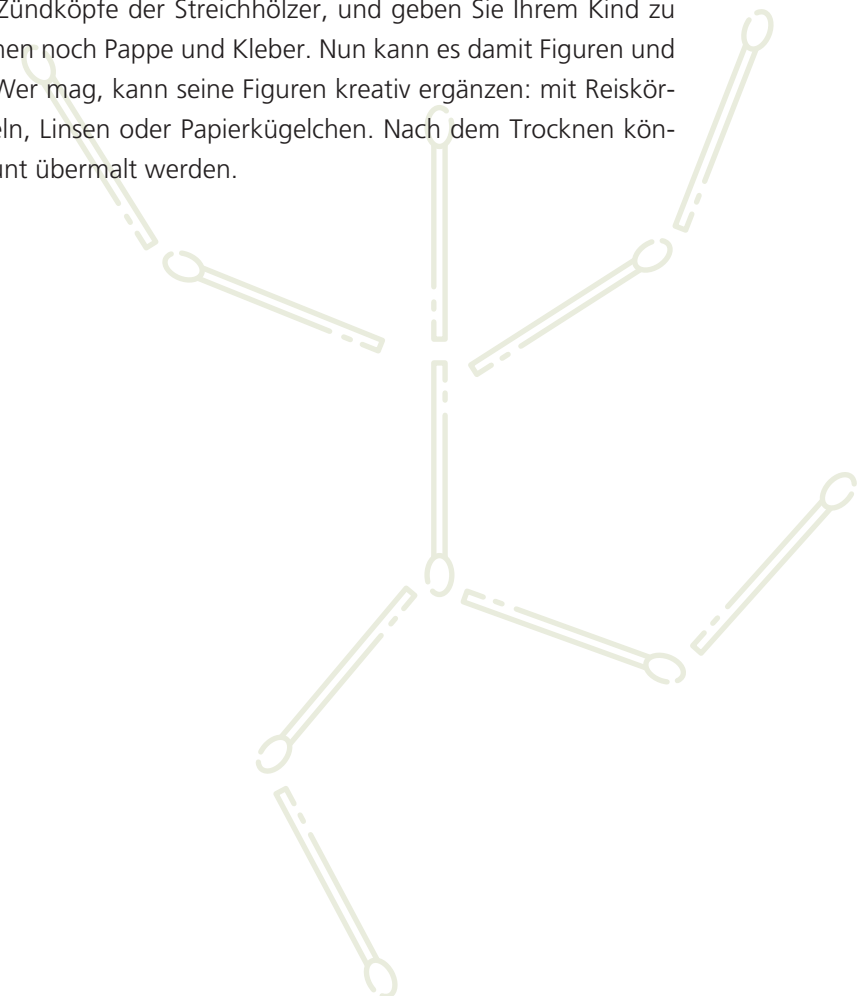 Zündköpfe der Streichhölzer, und geben Sie Ihrem Kind zu
noch Pappe und Kleber. Nun kann es damit Figuren und
Wer mag, kann seine Figuren kreativ ergänzen: mit Reiskör-
Linsen oder Papierkügelchen. Nach dem Trocknen kön-
übermalt werden.